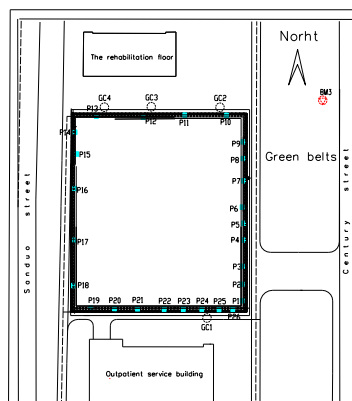 The rehabilitation floor
Norht
BM3
GC4
GC3
GC2
P13
P12
P11
P10
P14
P9
P15
P8
Green belts
P7
P16
P6
P5
P17
P4
P3
P18
P2
P19
P20
P21
P22
P23
P24
P25
P1
P26
GC1
Sonduo street
Century street
Outpatient service building